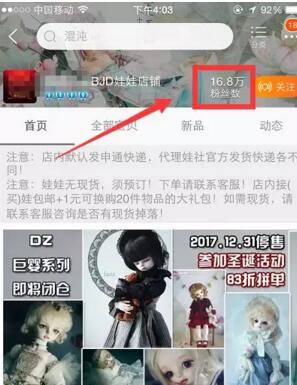 中国移动
下午4:03
92%
混沌
分类
18
BJD娃娃店铺
16.8万
粉丝数
关注
首页
全部宝贝
新品
动态
资讯：店内默认发申通快递，代理娃社官方发货快递各不
同！
资讯：娃娃无现货，须预订！下单请联系客服！店内接(
买)娃包邮+1元可换购20件物品的大礼包！如需现货，请
联系客服咨询是否有现货掉落！
DZ
巨婴系列
即将闭仓
2017.12.31停售
参加圣诞活动
83折拼单